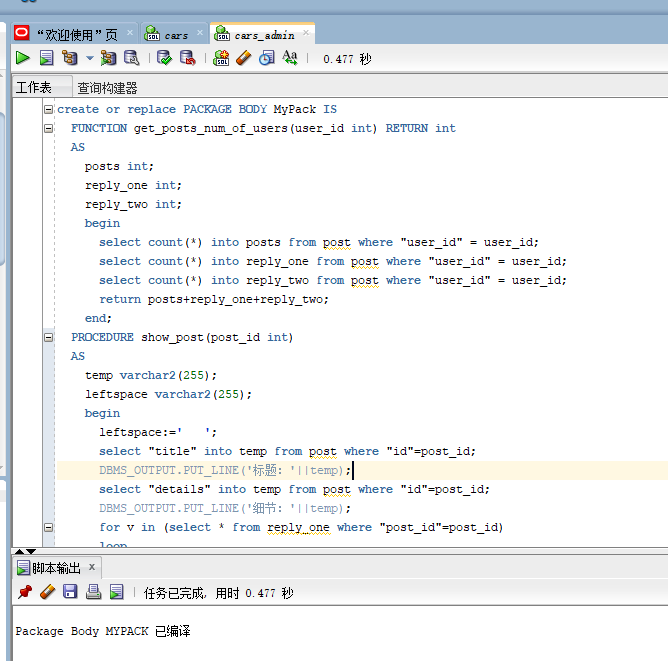 “欢迎使用”页
cars
cars_admin
0.477 秒
工作表
查询构建器
create or replace PACKAGE BODY MyPack IS
FUNCTION get_posts_num_of_users(user_id int) RETURN int
AS
posts int;
reply_one int;
reply_two int;
begin
select count(*) into posts from post where "user_id" = user_id;
select count(*) into reply_one from post where "user_id" = user_id;
select count(*) into reply_two from post where "user_id" = user_id;
return posts+reply_one+reply_two;
end;
PROCEDURE show_post(post_id int)
AS
temp varchar2(255);
leftspace varchar2(255);
begin
leftspace:='   ';
select "title" into temp from post where "id"=post_id;
DBMS_OUTPUT.PUT_LINE('标题: '||temp);
select "details" into temp from post where "id"=post_id;
DBMS_OUTPUT.PUT_LINE('细节: '||temp);
for v in (select * from reply_one where "post_id"=post_id)
loop
脚本输出
任务已完成, 用时 0.477 秒
Package Body MYPACK 已编译